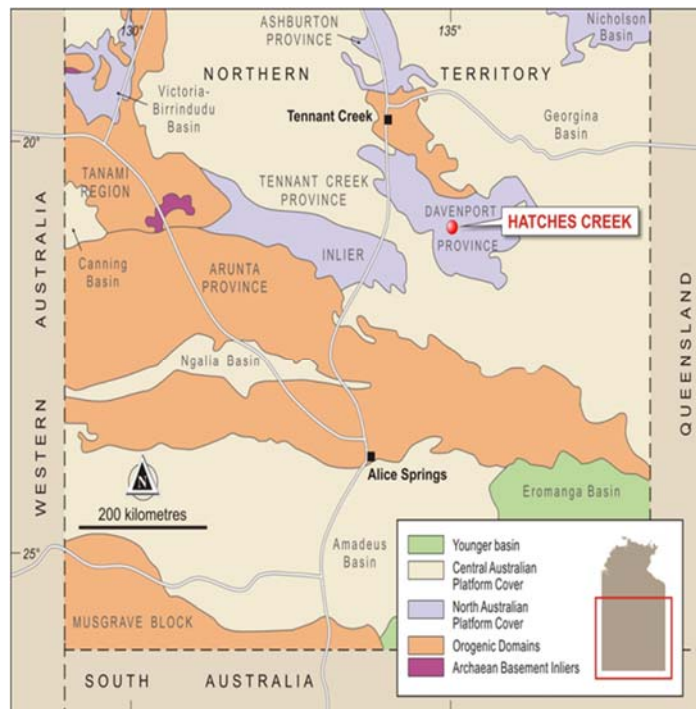 130°
135°
ASHBURTON
PROVINCE
Nicholson
Basin
NORTHERN
TERRITORY
Victoria-
Birrindudu
Basin
Tennant Creek
Georgina
Basin
20°
TANAMI
REGION
TENNANT CREEK
PROVINCE
DAVENPORT
PROVINCE
HATCHES CREEK
Canning
Basin
ARUNTA
PROVINCE
INLIER
WESTERN
AUSTRALIA
QUEENSLAND
Ngalia Basin
Alice Springs
N
200 kilometres
Eromanga Basin
25°
Amadeus
Basin
MUSGRAVE BLOCK
SOUTH AUSTRALIA
Younger basin
Central Australian
Platform Cover
North Australian
Platform Cover
Orogenic Domains
Archaean Basement Inliers